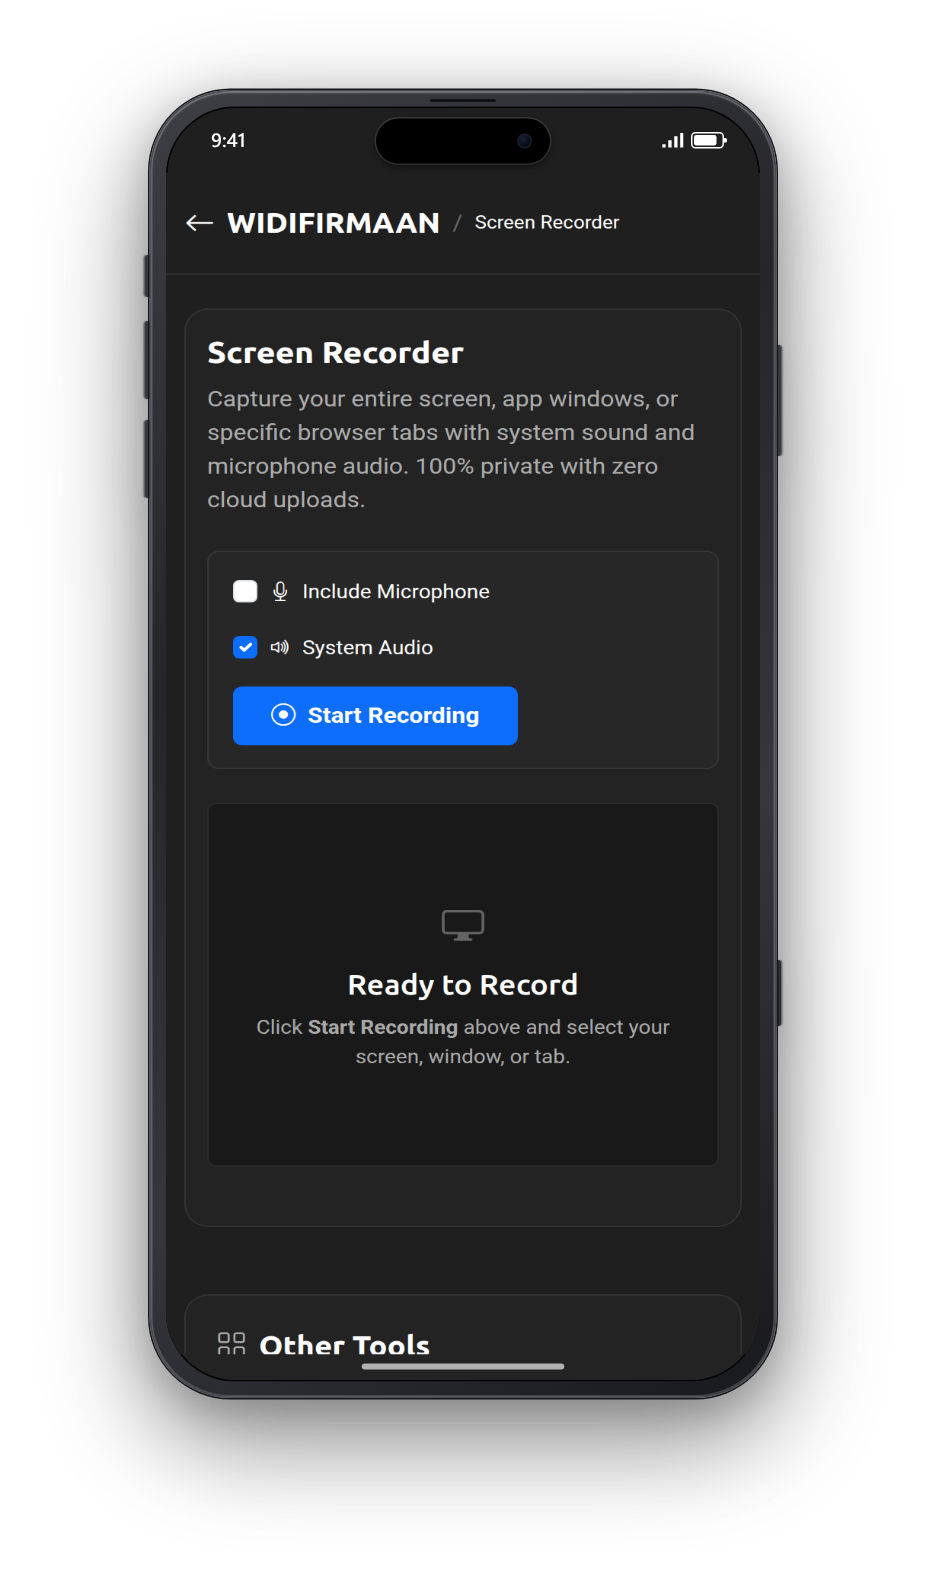 9:41
WIDIFIRMAAN / Screen Recorder
Screen Recorder
Capture your entire screen, app windows, or
specific browser tabs with system sound and
microphone audio. 100% private with zero
cloud uploads.
Include Microphone
System Audio
Start Recording
Ready to Record
Click Start Recording above and select your
screen, window, or tab.
Other Tools